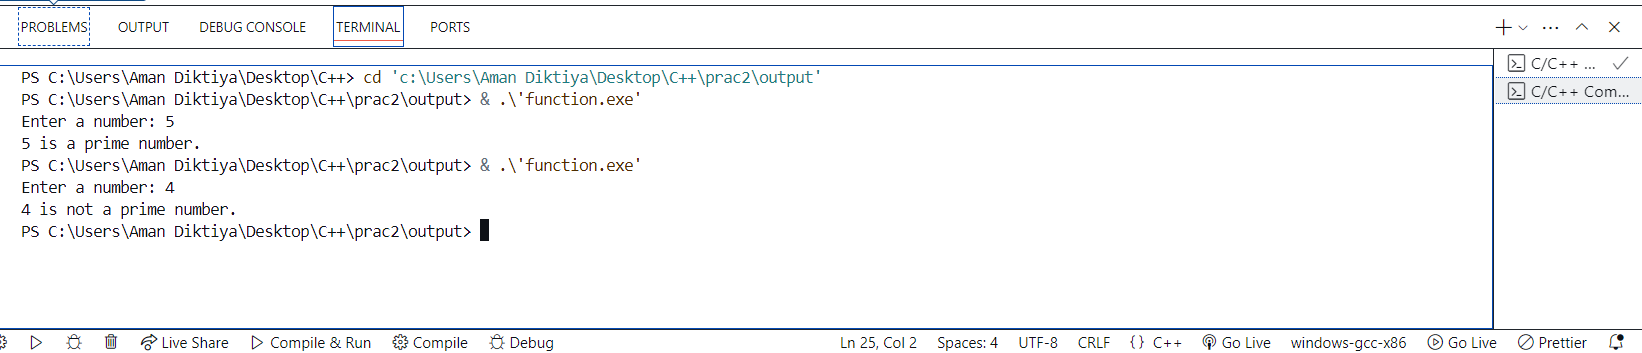 PROBLEMS OUTPUT DEBUG CONSOLE TERMINAL PORTS
PS C:\Users\Aman Diktiya\Desktop\C++> cd 'c:\Users\Aman Diktiya\Desktop\C++\prac2\output'
PS C:\Users\Aman Diktiya\Desktop\C++\prac2\output> & .\'function.exe'
Enter a number: 5
5 is a prime number.
PS C:\Users\Aman Diktiya\Desktop\C++\prac2\output> & .\'function.exe'
Enter a number: 4
4 is not a prime number.
PS C:\Users\Aman Diktiya\Desktop\C++\prac2\output>
C/C++ ...
C/C++ Com...
Live Share Compile & Run Compile Debug Ln 25, Col 2 Spaces: 4 UTF-8 CRLF {} C++ Go Live windows-gcc-x86 Go Live Prettier